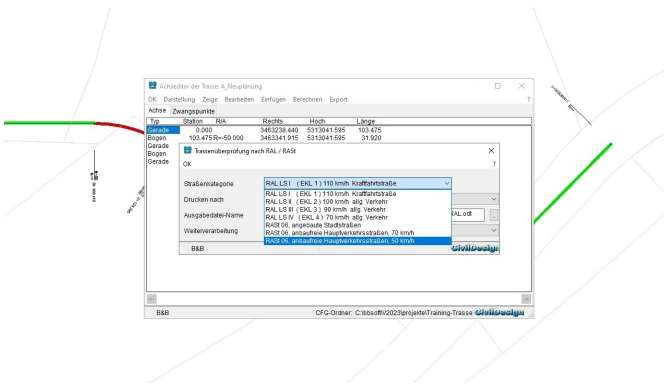 Achseditor der Trasse: A_Neuplanung
OK Darstellung Zeige Bearbeiten Einfügen Berechnen Export ?
Achse Zwangspunkte
Typ Station R/A Rechts Hoch Länge
Gerade 0.000 3463238.440 5313041.595 103.475
Bogen 103.475 R=-50.000 3463341.915 5313041.595 31.920
Gerade
Bogen
Gerade
Trassenüberprüfung nach RAL / RASt
OK ?
Straßenkategorie RAL LS I ( EKL 1 ) 110 km/h Kraftfahrtstraße
RAL LS I ( EKL 1 ) 110 km/h Kraftfahrtstraße
Drucken nach RAL LS II ( EKL 2 ) 100 km/h allg. Verkehr
RAL LS III ( EKL 3 ) 90 km/h allg. Verkehr
Ausgabedatei-Name RAL LS IV ( EKL 4 ) 70 km/h allg. Verkehr RAL.odt ...
RASt 06, angebaute Stadtstraßen
Weiterverarbeitung RASt 06, anbaufreie Hauptverkehrsstraßen, 70 km/h
RASt 06, anbaufreie Hauptverkehrsstraßen, 50 km/h
B&B CivilDesign
B&B CFG-Ordner: C:\bbsoft\V2023\projekte\Training-Trasse CivilDesign